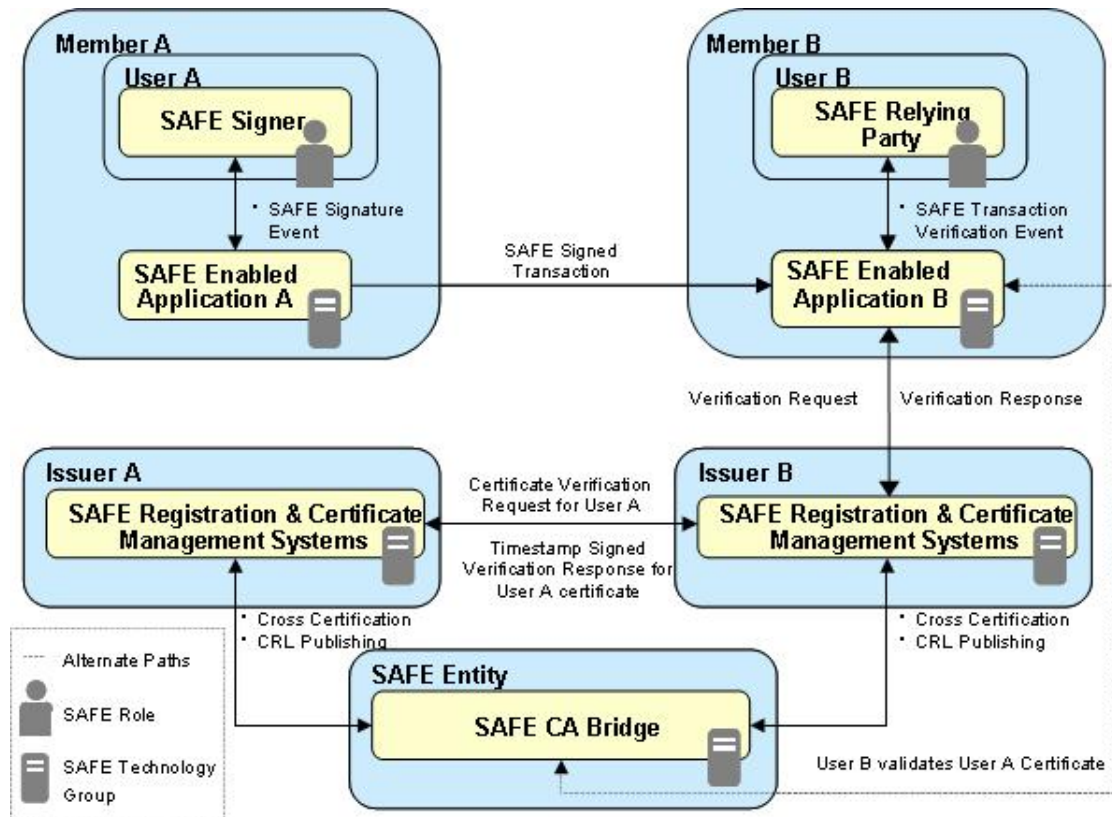 Member A
User A
SAFE Signer
• SAFE Signature
Event
SAFE Enabled
Application A
SAFE Signed
Transaction
Member B
User B
SAFE Relying
Party
• SAFE Transaction
Verification Event
SAFE Enabled
Application B
Verification Request
Verification Response
Issuer A
SAFE Registration & Certificate
Management Systems
Certificate Verification
Request for User A
Timestamp Signed
Verification Response for
User A certificate
Issuer B
SAFE Registration & Certificate
Management Systems
• Cross Certification
• CRL Publishing
• Cross Certification
• CRL Publishing
SAFE Entity
SAFE CA Bridge
User B validates User A Certificate
Alternate Paths
SAFE Role
SAFE Technology
Group